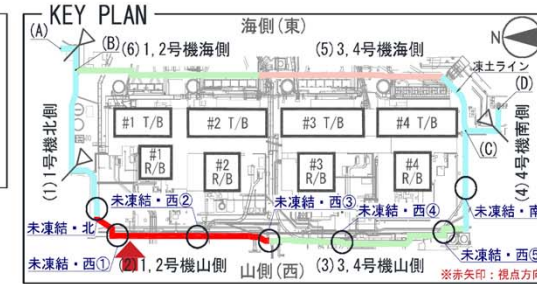 KEY PLAN
海側(東)
N
(A)
(B)
(6)1,2号機海側
(5)3,4号機海側
凍土ライン
(D)
#1 T/B
#2 T/B
#3 T/B
#4 T/B
(C)
(1)1号機北側
(4)4号機南側
#1
R/B
#2
R/B
#3
R/B
#4
R/B
未凍結・西②
未凍結・西③
未凍結・西④
未凍結・南
未凍結・北
未凍結・西①
未凍結・西⑤
(2)1,2号機山側
山側(西)
(3)3,4号機山側
※赤矢印：視点方向